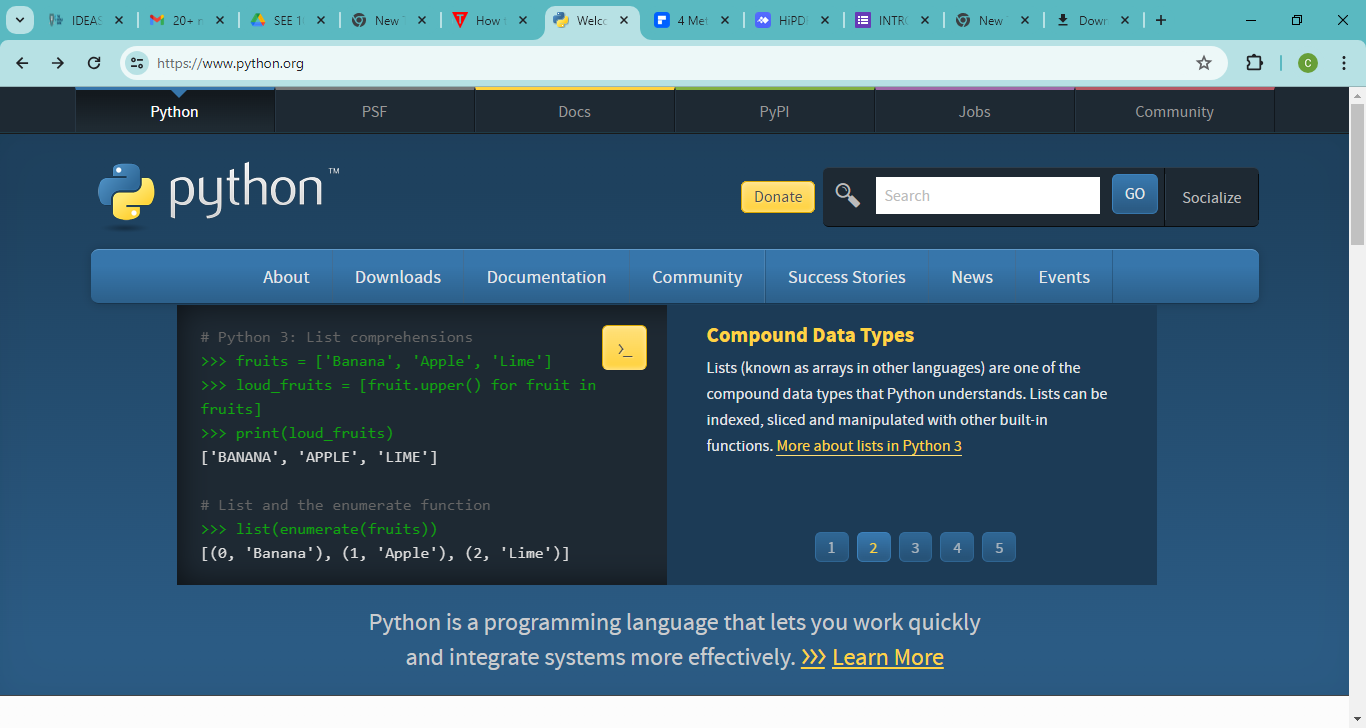 IDEAS
20+ n
SEE 1
New
How
Welc
4 Met
HiPD
INTR
New
Down
https://www.python.org
C
Python PSF Docs PyPI Jobs Community
python™
Donate Search GO Socialize
About Downloads Documentation Community Success Stories News Events
# Python 3: List comprehensions
>>> fruits = ['Banana', 'Apple', 'Lime']
>>> loud_fruits = [fruit.upper() for fruit in
fruits]
>>> print(loud_fruits)
['BANANA', 'APPLE', 'LIME']
# List and the enumerate function
>>> list(enumerate(fruits))
[(0, 'Banana'), (1, 'Apple'), (2, 'Lime')]
>_
Compound Data Types
Lists (known as arrays in other languages) are one of the
compound data types that Python understands. Lists can be
indexed, sliced and manipulated with other built-in
functions. More about lists in Python 3
1 2 3 4 5
Python is a programming language that lets you work quickly
and integrate systems more effectively. >>> Learn More